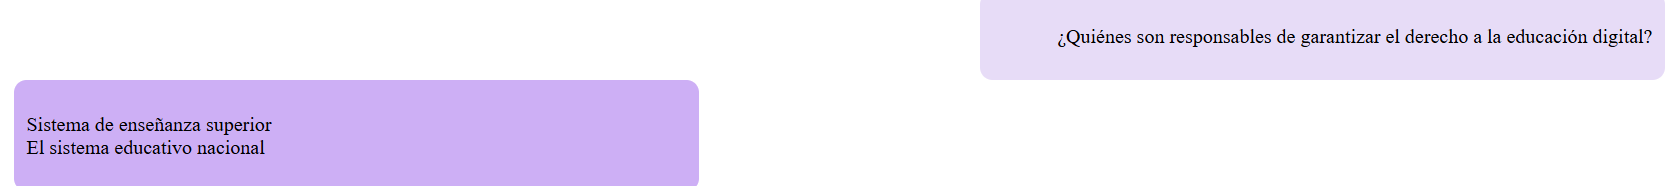 ¿Quiénes son responsables de garantizar el derecho a la educación digital?
Sistema de enseñanza superior
El sistema educativo nacional